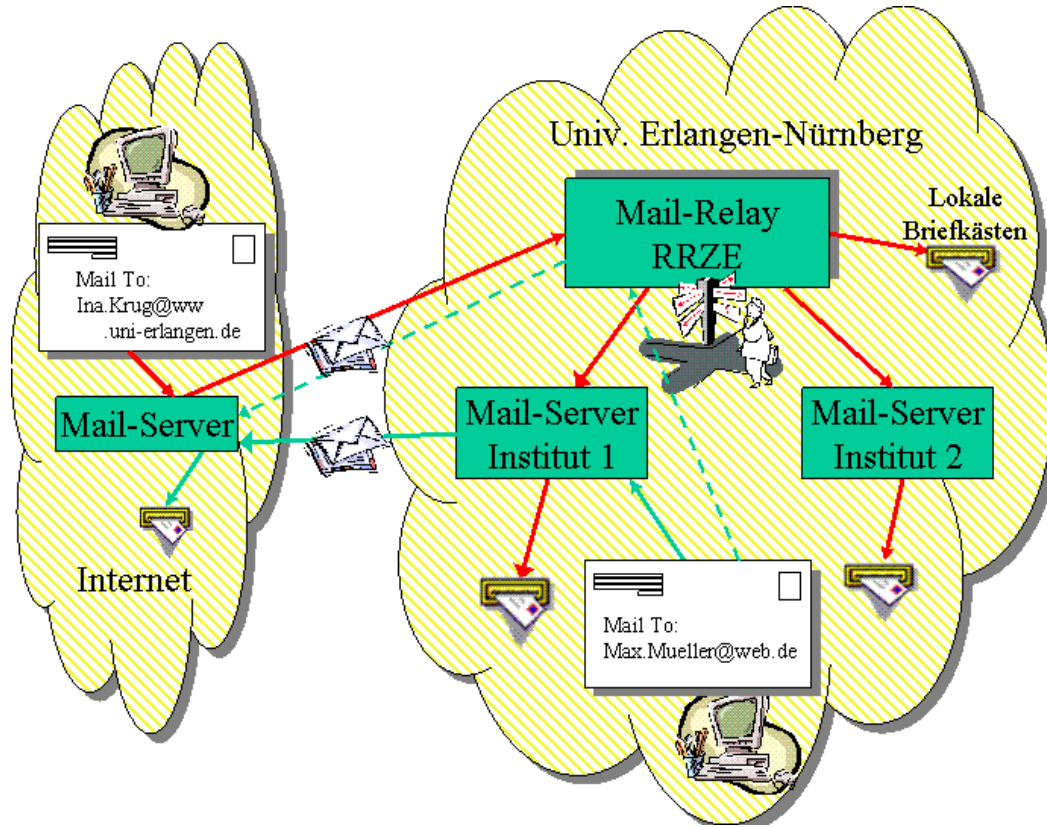 Univ. Erlangen-Nürnberg
Mail-Relay
RRZE
Lokale
Briefkästen
Mail To:
Ina.Krug@ww
.uni-erlangen.de
Mail-Server
Mail-Server
Institut 1
Mail-Server
Institut 2
Internet
Mail To:
Max.Mueller@web.de